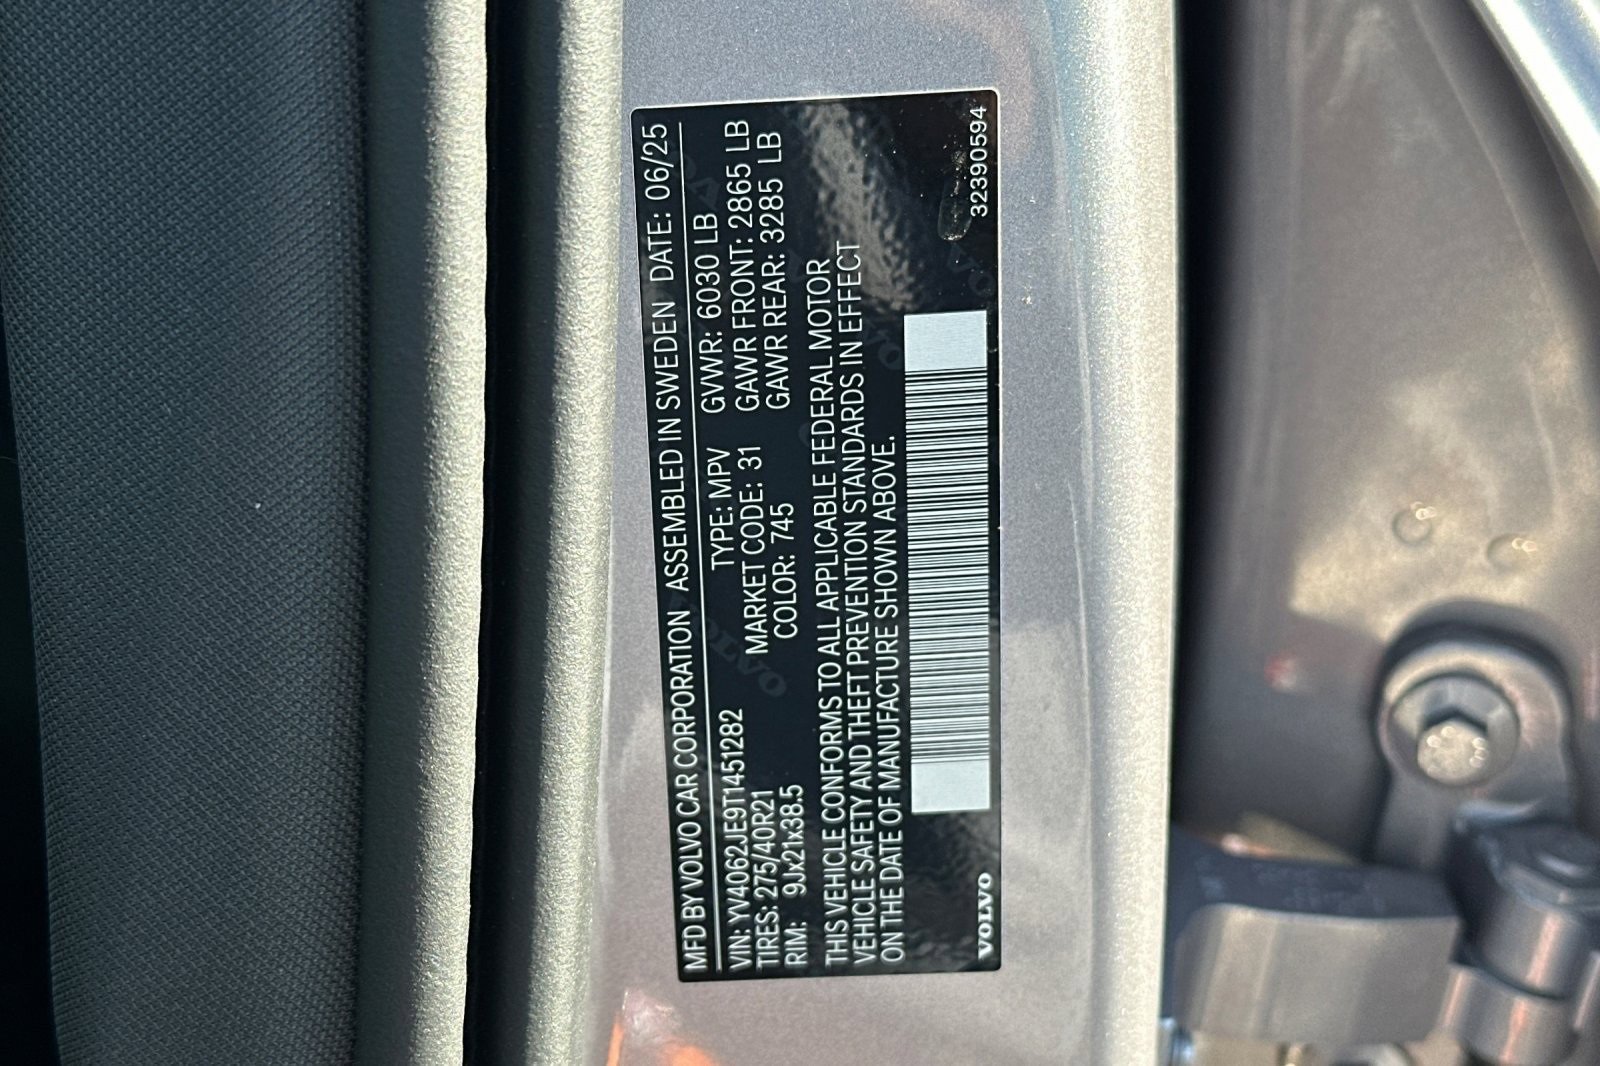 MFD BY VOLVO CAR CORPORATION ASSEMBLED IN SWEDEN DATE: 06/25
VIN: YV4062JE9T1451282 TYPE: MPV GVWR: 6030 LB
TIRES: 275/40R21 MARKET CODE: 31 GAWR FRONT: 2865 LB
RIM: 9Jx21x38.5 COLOR: 745 GAWR REAR: 3285 LB
THIS VEHICLE CONFORMS TO ALL APPLICABLE FEDERAL MOTOR
VEHICLE SAFETY AND THEFT PREVENTION STANDARDS IN EFFECT
ON THE DATE OF MANUFACTURE SHOWN ABOVE.
VOLVO 32390594